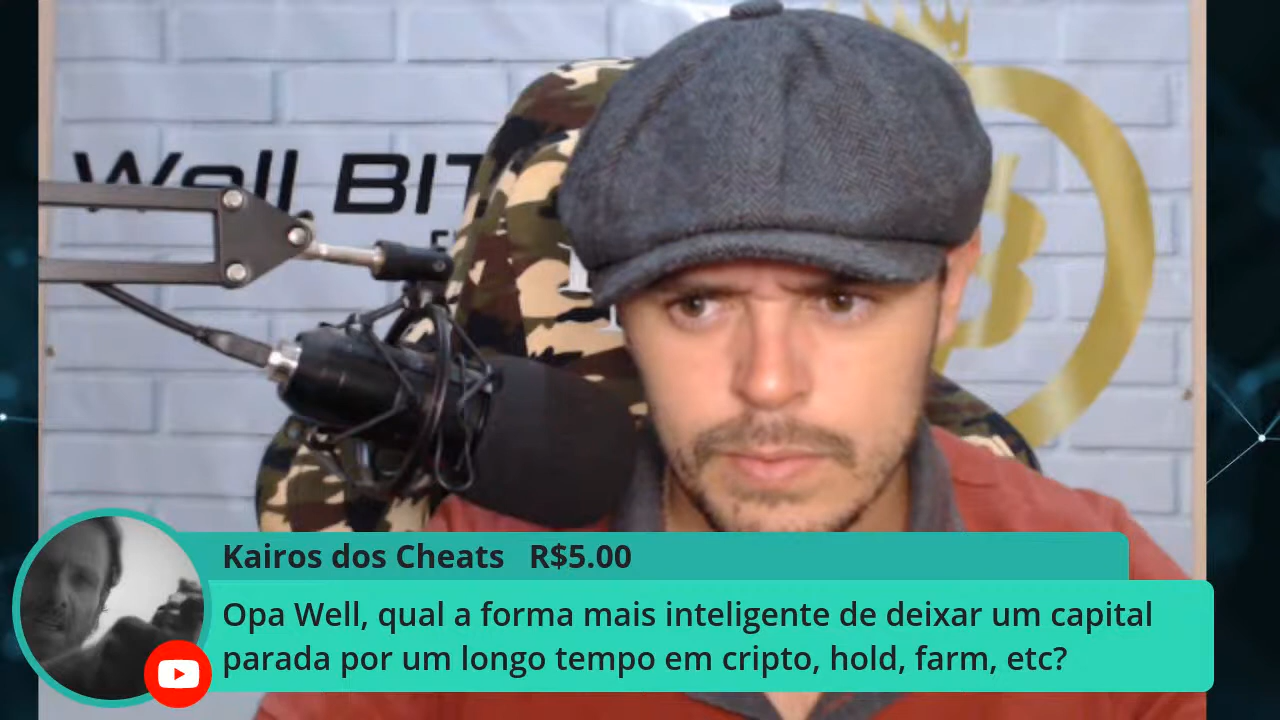 Well BIT
Kairos dos Cheats R$5.00
Opa Well, qual a forma mais inteligente de deixar um capital
parada por um longo tempo em cripto, hold, farm, etc?